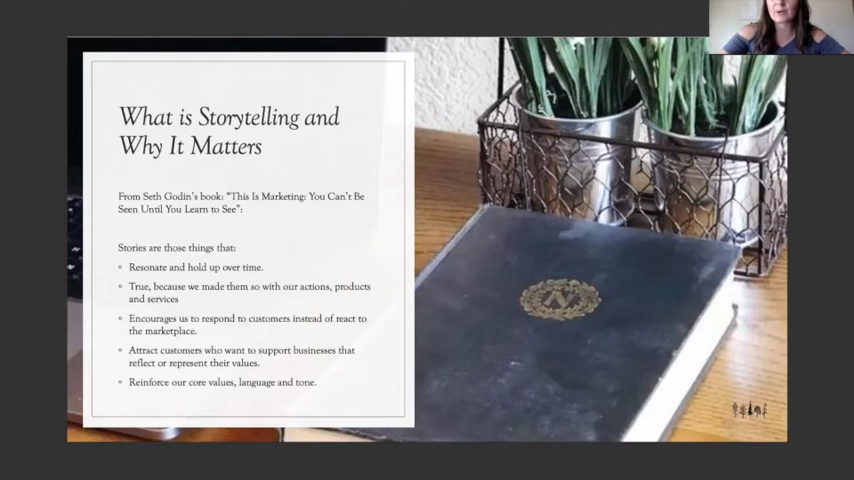 What is Storytelling and
Why It Matters
From Seth Godin's book: "This Is Marketing: You Can't Be
Seen Until You Learn to See":
Stories are those things that:
Resonate and hold up over time.
True, because we made them so with our actions, products
and services
Encourages us to respond to customers instead of react to
the marketplace.
Attract customers who want to support businesses that
reflect or represent their values.
Reinforce our core values, language and tone.
N